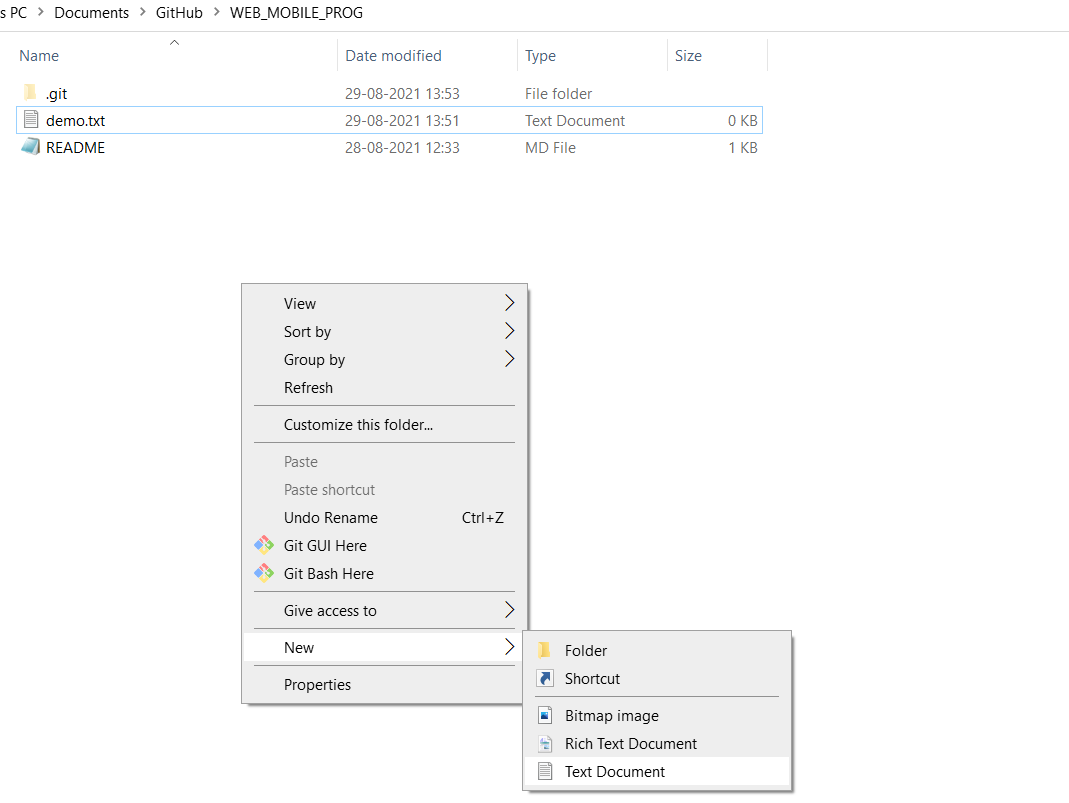 s PC > Documents > GitHub > WEB_MOBILE_PROG
Name Date modified Type Size
.git 29-08-2021 13:53 File folder
demo.txt 29-08-2021 13:51 Text Document 0 KB
README 28-08-2021 12:33 MD File 1 KB
View
Sort by
Group by
Refresh
Customize this folder...
Paste
Paste shortcut
Undo Rename Ctrl+Z
Git GUI Here
Git Bash Here
Give access to
New
Properties
Folder
Shortcut
Bitmap image
Rich Text Document
Text Document